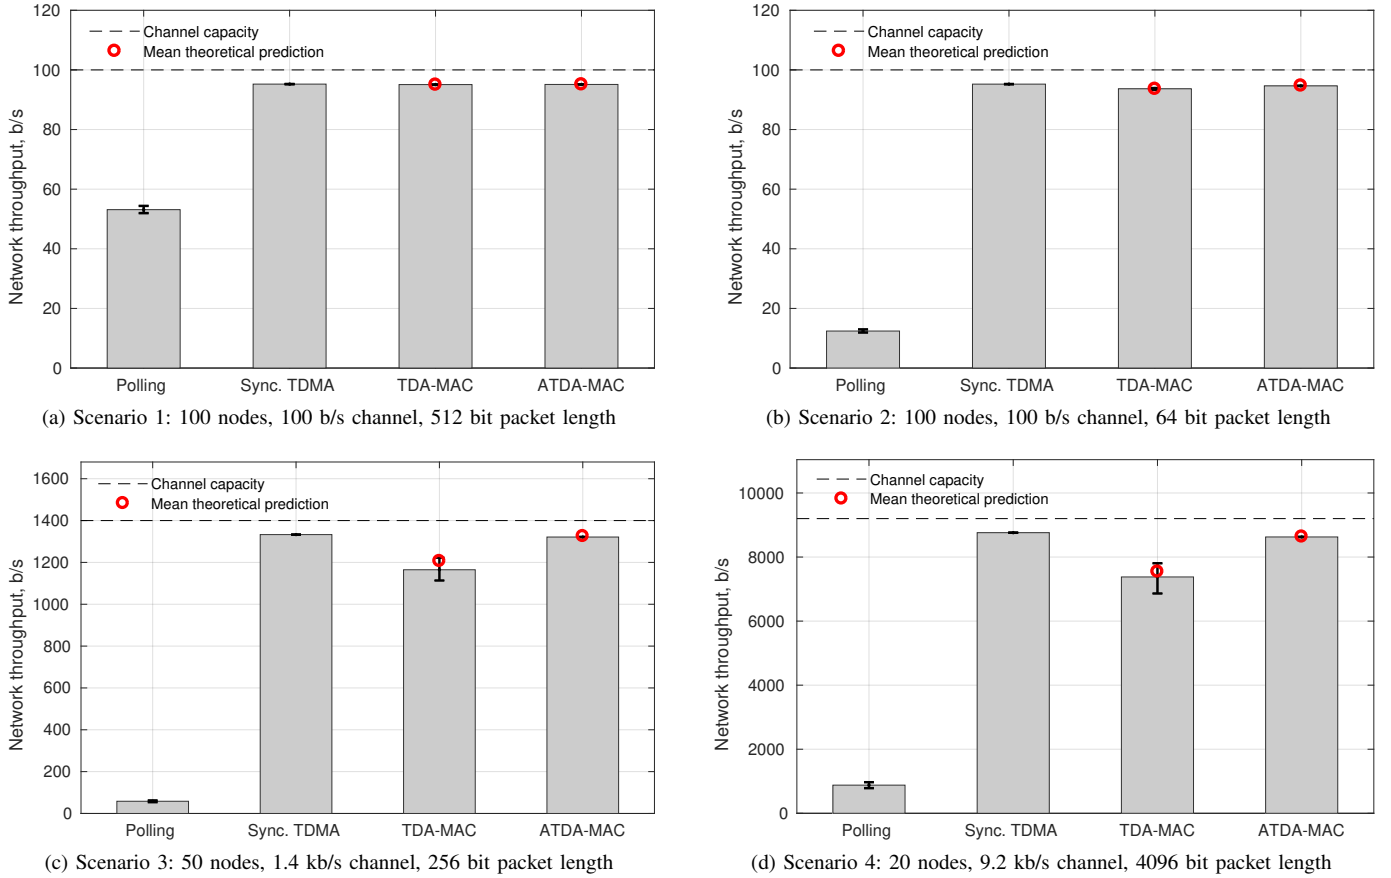 120
100
80
60
40
20
0
Network throughput, b/s
Channel capacity
Mean theoretical prediction
Polling
Sync. TDMA
TDA-MAC
ATDA-MAC
(a) Scenario 1: 100 nodes, 100 b/s channel, 512 bit packet length
120
100
80
60
40
20
0
Network throughput, b/s
Channel capacity
Mean theoretical prediction
Polling
Sync. TDMA
TDA-MAC
ATDA-MAC
(b) Scenario 2: 100 nodes, 100 b/s channel, 64 bit packet length
1600
1400
1200
1000
800
600
400
200
0
Network throughput, b/s
Channel capacity
Mean theoretical prediction
Polling
Sync. TDMA
TDA-MAC
ATDA-MAC
(c) Scenario 3: 50 nodes, 1.4 kb/s channel, 256 bit packet length
10000
8000
6000
4000
2000
0
Network throughput, b/s
Channel capacity
Mean theoretical prediction
Polling
Sync. TDMA
TDA-MAC
ATDA-MAC
(d) Scenario 4: 20 nodes, 9.2 kb/s channel, 4096 bit packet length